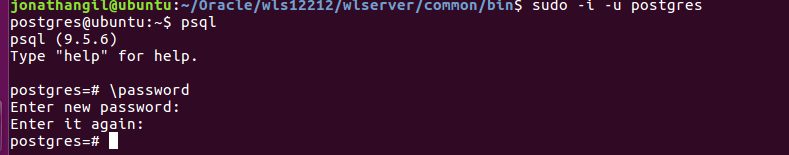 jonathangil@ubuntu:~/Oracle/wls12212/wlserver/common/bin$ sudo -i -u postgres
postgres@ubuntu:~$ psql
psql (9.5.6)
Type "help" for help.
postgres=# \password
Enter new password:
Enter it again:
postgres=#